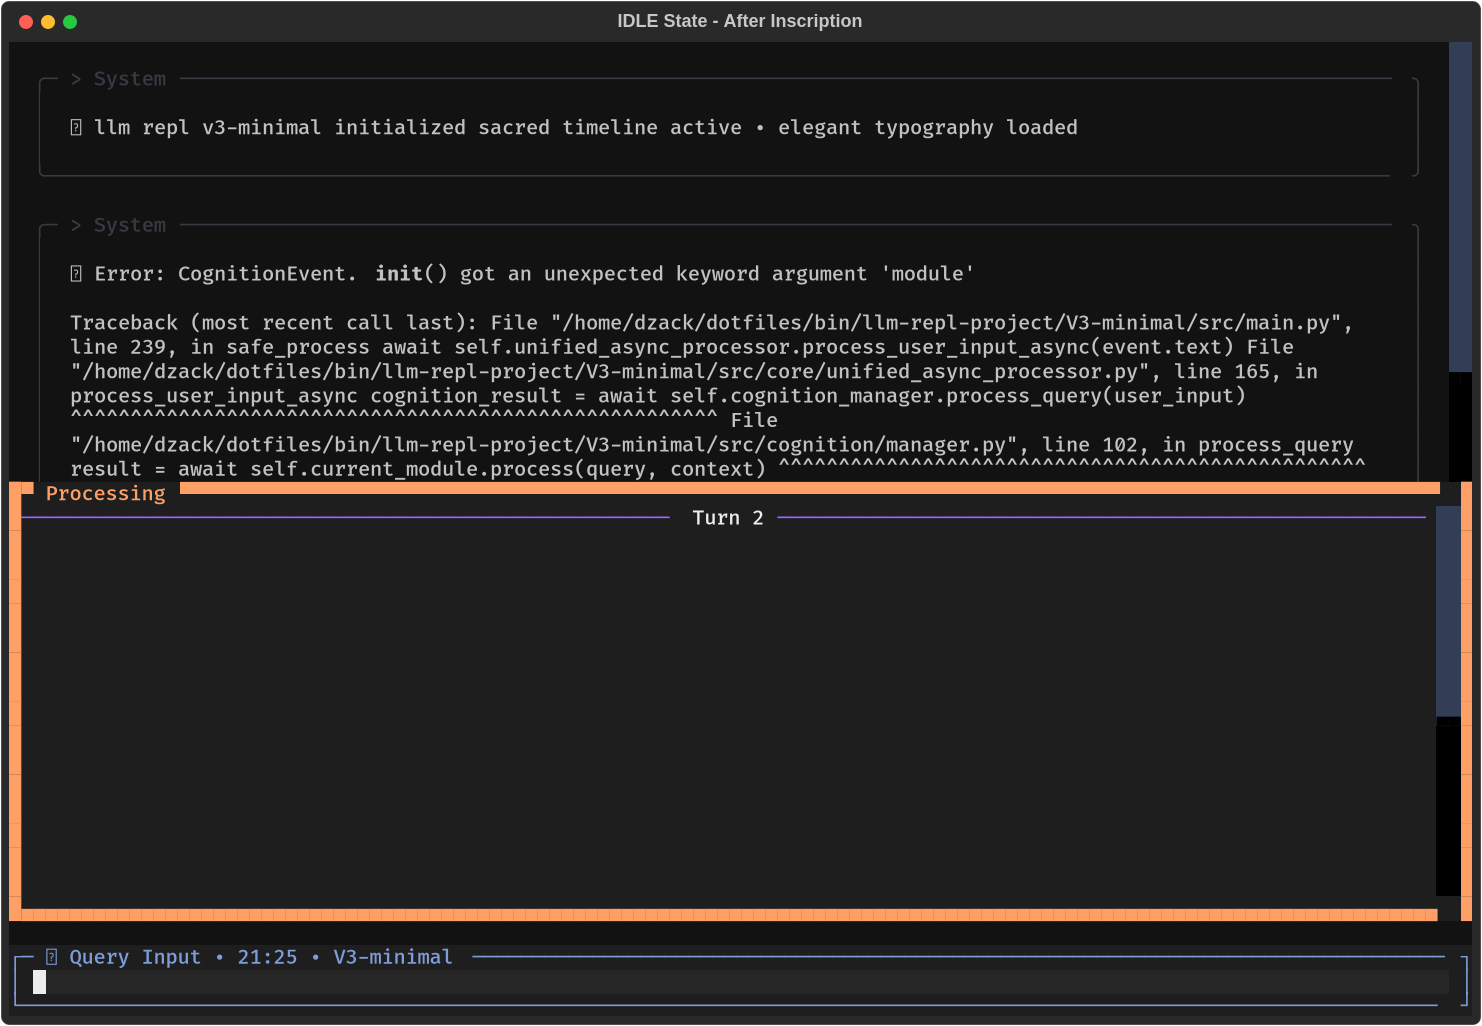 IDLE State - After Inscription
> System
llm repl v3-minimal initialized sacred timeline active • elegant typography loaded
> System
Error: CognitionEvent. init() got an unexpected keyword argument 'module'
Traceback (most recent call last): File "/home/dzack/dotfiles/bin/llm-repl-project/V3-minimal/src/main.py",
line 239, in safe_process await self.unified_async_processor.process_user_input_async(event.text) File
"/home/dzack/dotfiles/bin/llm-repl-project/V3-minimal/src/core/unified_async_processor.py", line 165, in
process_user_input_async cognition_result = await self.cognition_manager.process_query(user_input)
^^^^^^^^^^^^^^^^^^^^^^^^^^^^^^^^^^^^^^^^^^^^^^^^^^^^^^ File
"/home/dzack/dotfiles/bin/llm-repl-project/V3-minimal/src/cognition/manager.py", line 102, in process_query
result = await self.current_module.process(query, context) ^^^^^^^^^^^^^^^^^^^^^^^^^^^^^^^^^^^^^^^^^^^^^^^^^
Processing
Turn 2
Query Input • 21:25 • V3-minimal